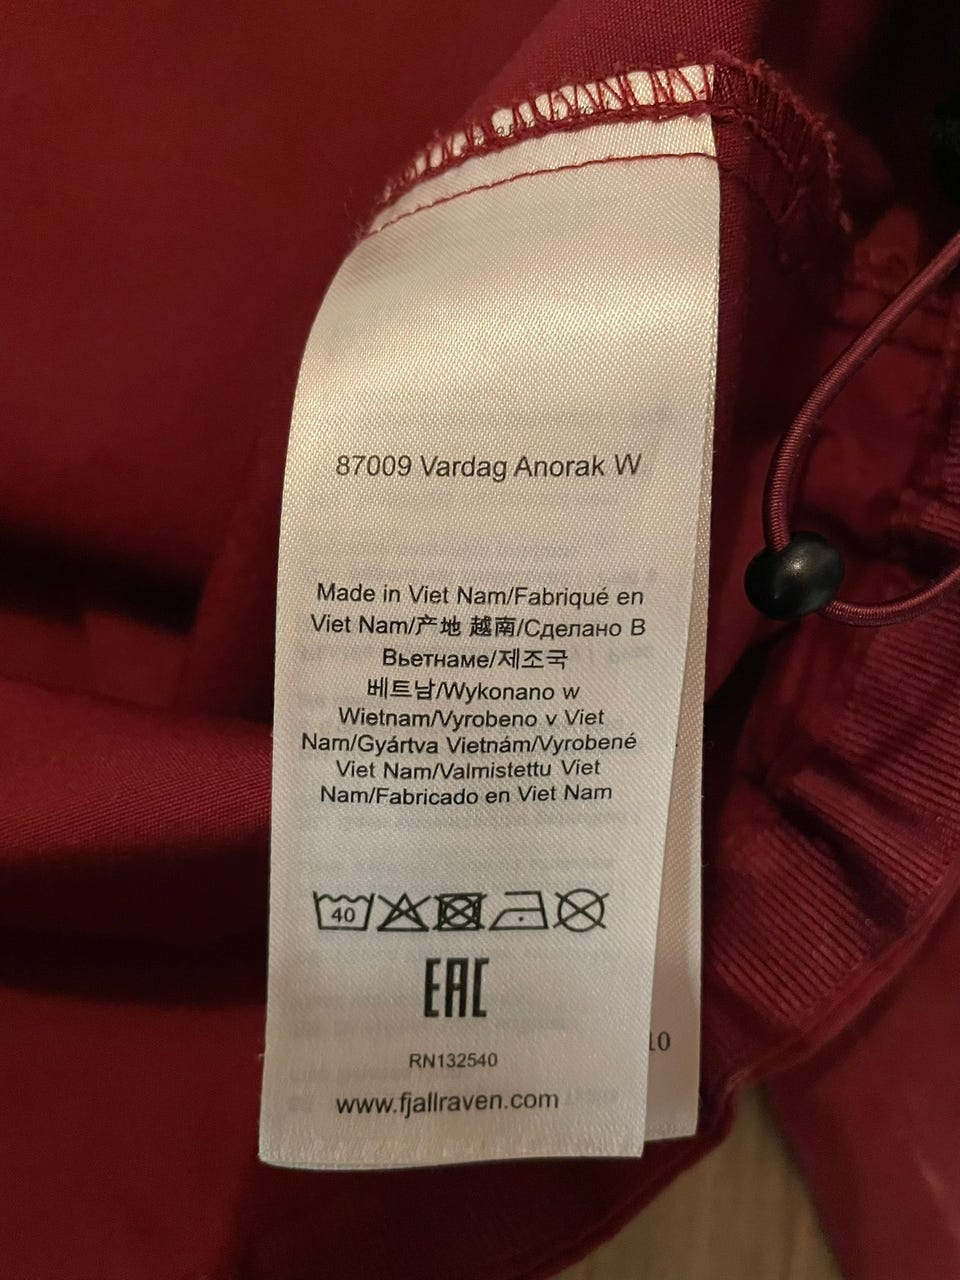 87009 Vardag Anorak W
Made in Viet Nam/Fabriqué en
Viet Nam/产地 越南/Сделано В
Вьетнаме/제조국
베트남/Wykonano w
Wietnam/Vyrobeno v Viet
Nam/Gyártva Vietnám/Vyrobené
Viet Nam/Valmistettu Viet
Nam/Fabricado en Viet Nam
40
EAC
RN132540
www.fjallraven.com
10